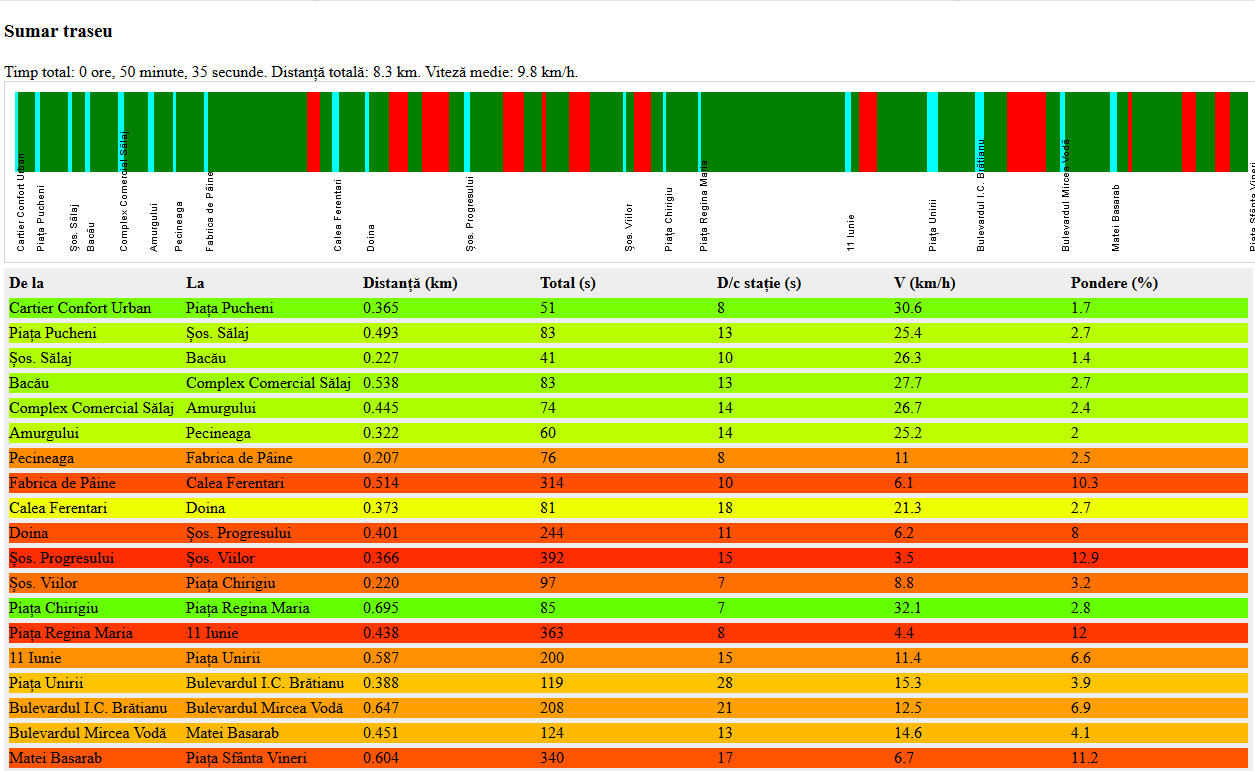 Sumar traseu
Timp total: 0 ore, 50 minute, 35 secunde. Distanță totală: 8.3 km. Viteză medie: 9.8 km/h.
Cartier Confort Urban
Piața Pucheni
Șos. Sălaj
Bacău
Complex Comercial Sălaj
Amurgului
Pecineaga
Fabrica de Pâine
Calea Ferentari
Doina
Șos. Progresului
Șos. Viilor
Piața Chirigiu
Piața Regina Maria
11 Iunie
Piața Unirii
Bulevardul I.C. Brătianu
Bulevardul Mircea Vodă
Matei Basarab
Piața Sfânta Vineri
De la La Distanță (km) Total (s) D/c stație (s) V (km/h) Pondere (%)
Cartier Confort Urban Piața Pucheni 0.365 51 8 30.6 1.7
Piața Pucheni Șos. Sălaj 0.493 83 13 25.4 2.7
Șos. Sălaj Bacău 0.227 41 10 26.3 1.4
Bacău Complex Comercial Sălaj 0.538 83 13 27.7 2.7
Complex Comercial Sălaj Amurgului 0.445 74 14 26.7 2.4
Amurgului Pecineaga 0.322 60 14 25.2 2
Pecineaga Fabrica de Pâine 0.207 76 8 11 2.5
Fabrica de Pâine Calea Ferentari 0.514 314 10 6.1 10.3
Calea Ferentari Doina 0.373 81 18 21.3 2.7
Doina Șos. Progresului 0.401 244 11 6.2 8
Șos. Progresului Șos. Viilor 0.366 392 15 3.5 12.9
Șos. Viilor Piața Chirigiu 0.220 97 7 8.8 3.2
Piața Chirigiu Piața Regina Maria 0.695 85 7 32.1 2.8
Piața Regina Maria 11 Iunie 0.438 363 8 4.4 12
11 Iunie Piața Unirii 0.587 200 15 11.4 6.6
Piața Unirii Bulevardul I.C. Brătianu 0.388 119 28 15.3 3.9
Bulevardul I.C. Brătianu Bulevardul Mircea Vodă 0.647 208 21 12.5 6.9
Bulevardul Mircea Vodă Matei Basarab 0.451 124 13 14.6 4.1
Matei Basarab Piața Sfânta Vineri 0.604 340 17 6.7 11.2